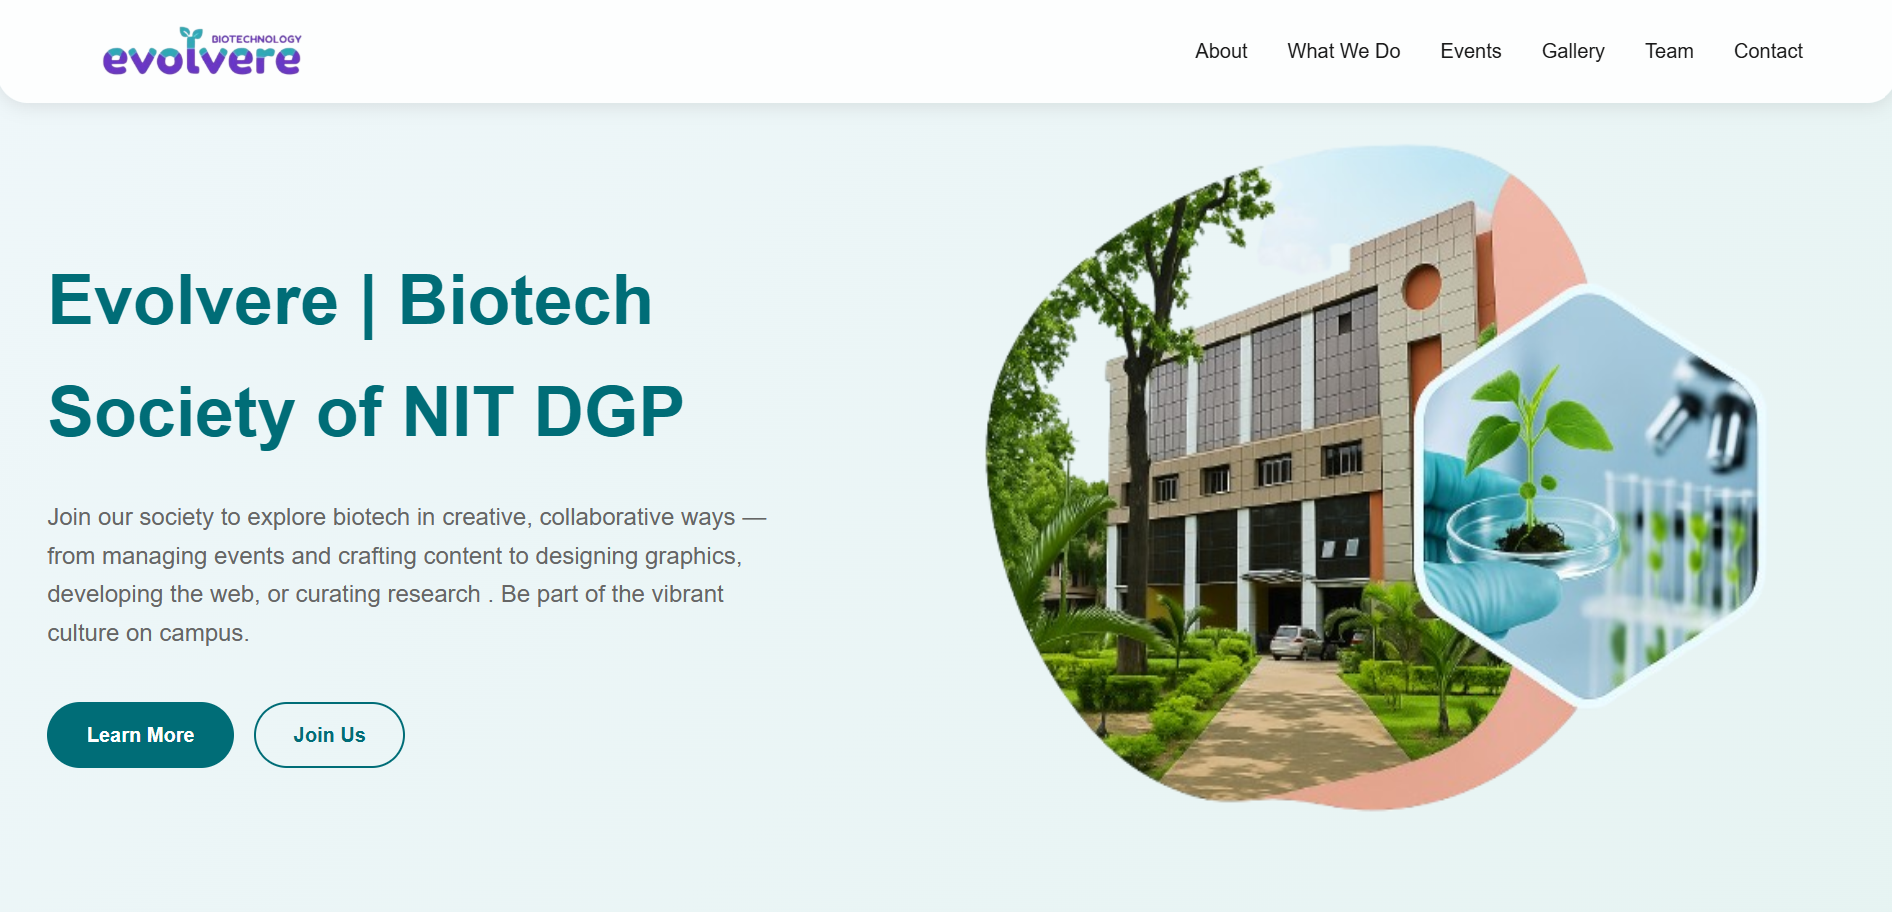 BIOTECHNOLOGY
evolvere
About What We Do Events Gallery Team Contact
Evolvere | Biotech
Society of NIT DGP
Join our society to explore biotech in creative, collaborative ways —
from managing events and crafting content to designing graphics,
developing the web, or curating research . Be part of the vibrant
culture on campus.
Learn More Join Us